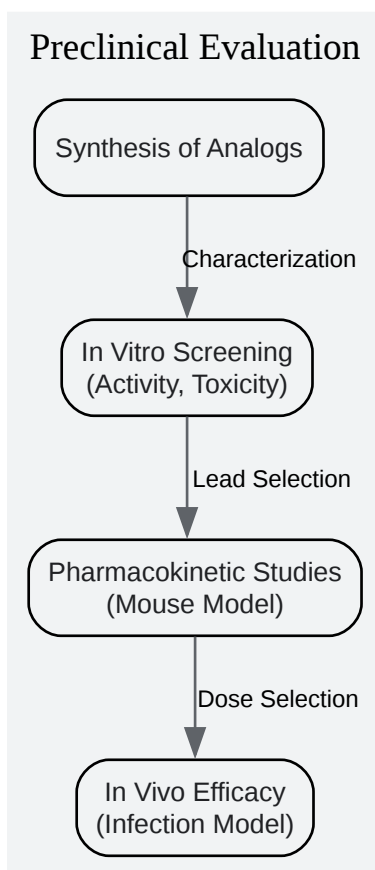 Preclinical Evaluation
Synthesis of Analogs
Characterization
In Vitro Screening
(Activity, Toxicity)
Lead Selection
Pharmacokinetic Studies
(Mouse Model)
Dose Selection
In Vivo Efficacy
(Infection Model)